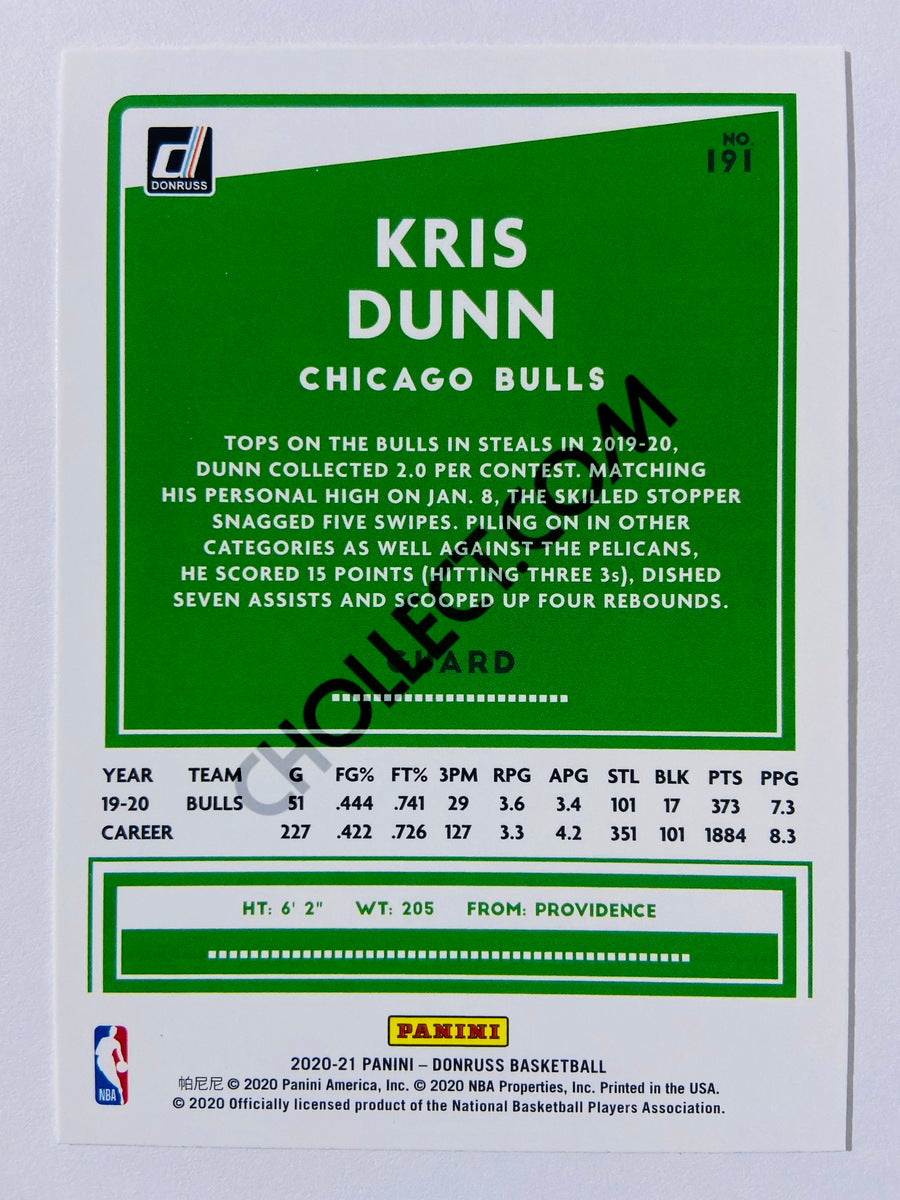 DONRUSS
NO.
191
KRIS
DUNN
CHICAGO BULLS
TOPS ON THE BULLS IN STEALS IN 2019-20,
DUNN COLLECTED 2.0 PER CONTEST. MATCHING
HIS PERSONAL HIGH ON JAN. 8, THE SKILLED STOPPER
SNAGGED FIVE SWIPES. PILING ON IN OTHER
CATEGORIES AS WELL AGAINST THE PELICANS,
HE SCORED 15 POINTS (HITTING THREE 3s), DISHED
SEVEN ASSISTS AND SCOOPED UP FOUR REBOUNDS.
GUARD
CHOLLECT.COM
YEAR TEAM G FG% FT% 3PM RPG APG STL BLK PTS PPG
19-20 BULLS 51 .444 .741 29 3.6 3.4 101 17 373 7.3
CAREER 227 .422 .726 127 3.3 4.2 351 101 1884 8.3
HT: 6' 2" WT: 205 FROM: PROVIDENCE
PANINI
NBA
2020-21 PANINI – DONRUSS BASKETBALL
帕尼尼 © 2020 Panini America, Inc. © 2020 NBA Properties, Inc. Printed in the USA.
© 2020 Officially licensed product of the National Basketball Players Association.